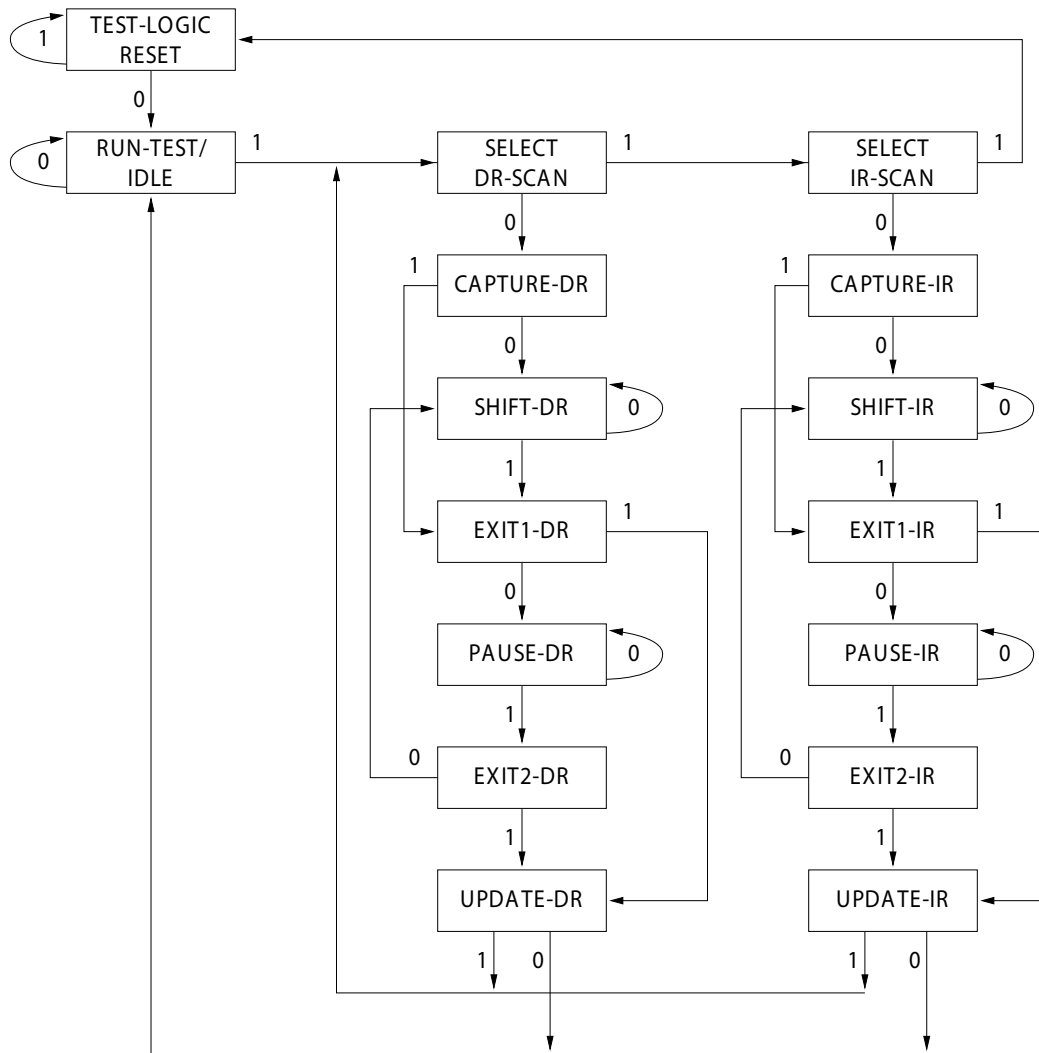 TEST-LOGIC
RESET
1
0
RUN-TEST/
IDLE
0
1
SELECT
DR-SCAN
1
SELECT
IR-SCAN
1
0
0
1
CAPTURE-DR
1
CAPTURE-IR
0
0
SHIFT-DR
0
SHIFT-IR
0
1
1
EXIT1-DR
1
EXIT1-IR
1
0
0
PAUSE-DR
0
PAUSE-IR
0
1
1
0
EXIT2-DR
0
EXIT2-IR
1
1
UPDATE-DR
UPDATE-IR
1
0
1
0